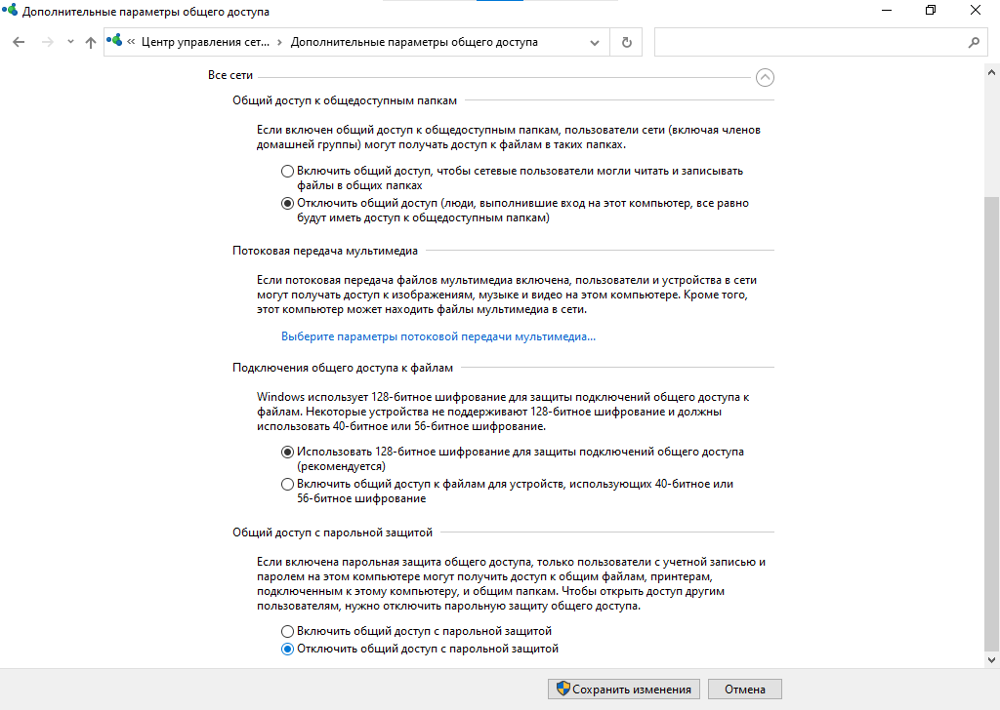 Дополнительные параметры общего доступа
« Центр управления сет... › Дополнительные параметры общего доступа
Все сети
Общий доступ к общедоступным папкам
Если включен общий доступ к общедоступным папкам, пользователи сети (включая членов
домашней группы) могут получать доступ к файлам в таких папках.
Включить общий доступ, чтобы сетевые пользователи могли читать и записывать
файлы в общих папках
Отключить общий доступ (люди, выполнившие вход на этот компьютер, все равно
будут иметь доступ к общедоступным папкам)
Потоковая передача мультимедиа
Если потоковая передача файлов мультимедиа включена, пользователи и устройства в сети
могут получать доступ к изображениям, музыке и видео на этом компьютере. Кроме того,
этот компьютер может находить файлы мультимедиа в сети.
Выберите параметры потоковой передачи мультимедиа...
Подключения общего доступа к файлам
Windows использует 128-битное шифрование для защиты подключений общего доступа к
файлам. Некоторые устройства не поддерживают 128-битное шифрование и должны
использовать 40-битное или 56-битное шифрование.
Использовать 128-битное шифрование для защиты подключений общего доступа
(рекомендуется)
Включить общий доступ к файлам для устройств, использующих 40-битное или
56-битное шифрование
Общий доступ с парольной защитой
Если включена парольная защита общего доступа, только пользователи с учетной записью и
паролем на этом компьютере могут получить доступ к общим файлам, принтерам,
подключенным к этому компьютеру, и общим папкам. Чтобы открыть доступ другим
пользователям, нужно отключить парольную защиту общего доступа.
Включить общий доступ с парольной защитой
Отключить общий доступ с парольной защитой
Сохранить изменения
Отмена